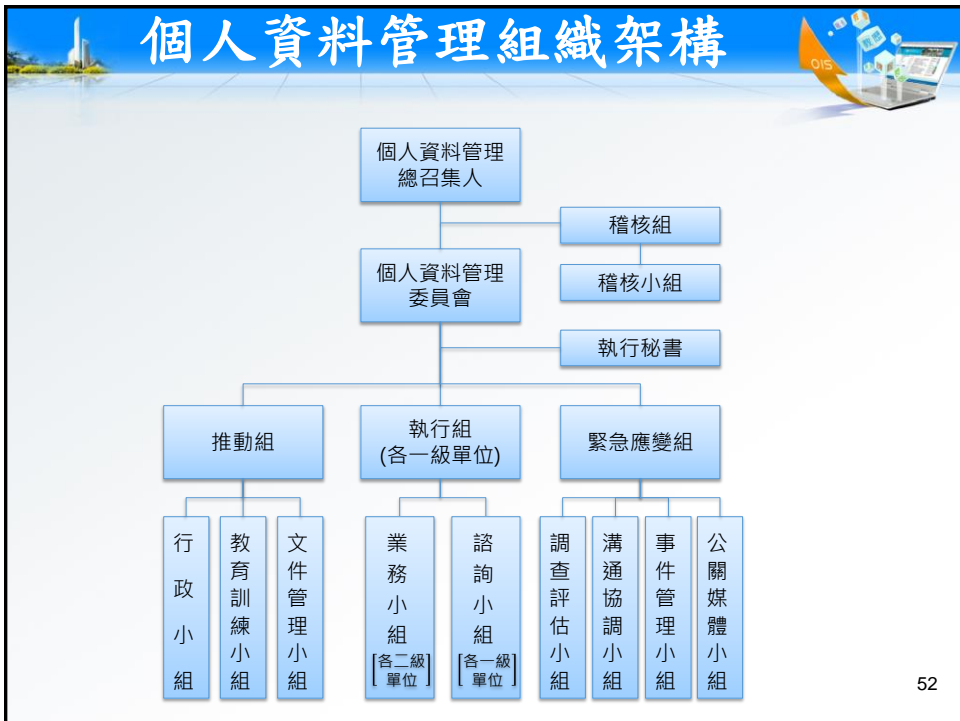 個人資料管理組織架構
OIS
個人資料管理
總召集人
稽核組
個人資料管理
委員會
稽核小組
執行秘書
推動組
執行組
(各一級單位)
緊急應變組
行政小組
教育訓練小組
文件管理小組
業務小組
[各二級
單位]
諮詢小組
[各一級
單位]
調查評估小組
溝通協調小組
事件管理小組
公關媒體小組
52